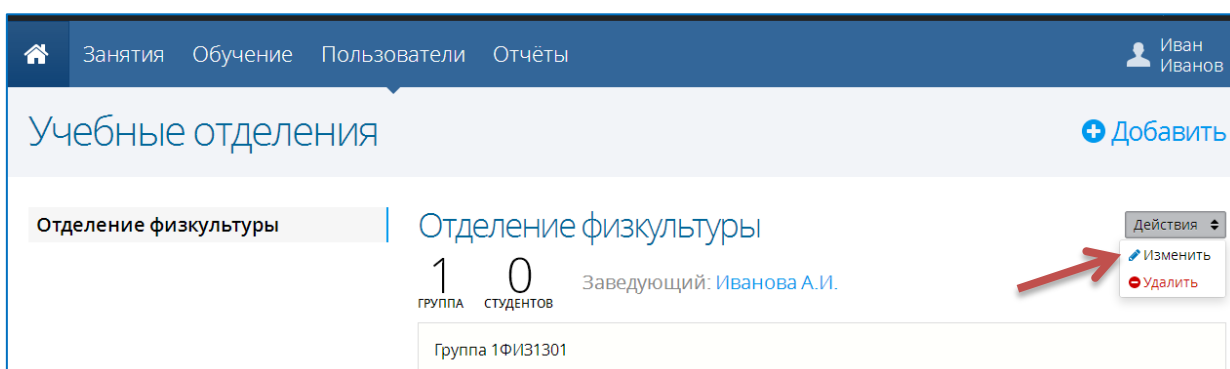 Занятия Обучение Пользователи Отчёты
Иван
Иванов
Учебные отделения
Добавить
Отделение физкультуры
Отделение физкультуры
Действия
1 0
ГРУППА СТУДЕНТОВ
Заведующий: Иванова А.И.
Изменить
Удалить
Группа 1ФИЗ1301